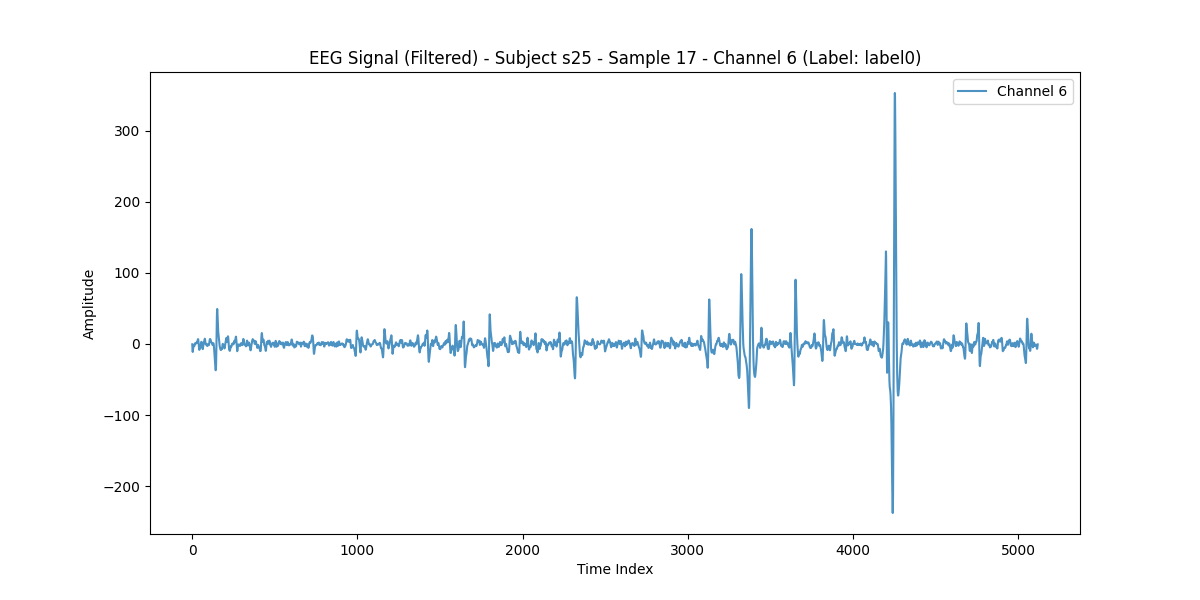 EEG Signal (Filtered) - Subject s25 - Sample 17 - Channel 6 (Label: label0)
Channel 6
300
200
100
0
−100
−200
Amplitude
0 1000 2000 3000 4000 5000
Time Index